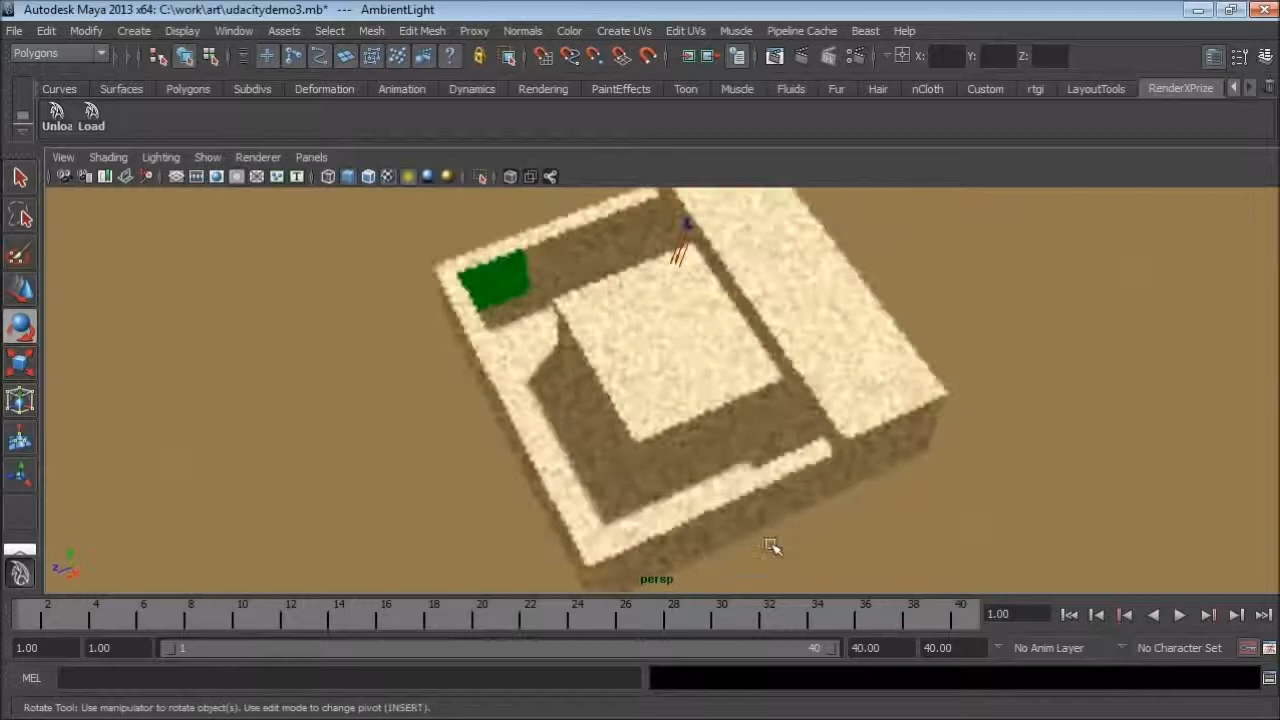 Autodesk Maya 2013 x64: C:\work\art\udacitydemo3.mb* --- AmbientLight
File Edit Modify Create Display Window Assets Select Mesh Edit Mesh Proxy Normals Color Create UVs Edit UVs Muscle Pipeline Cache Beast Help
Polygons X: Y: Z:
Curves Surfaces Polygons Subdivs Deformation Animation Dynamics Rendering PaintEffects Toon Muscle Fluids Fur Hair nCloth Custom rtgi LayoutTools RenderXPrize
Unloa Load
View Shading Lighting Show Renderer Panels
persp
2 4 6 8 10 12 14 16 18 20 22 24 26 28 30 32 34 36 38 40 1.00
1.00 1.00 1 40 40.00 40.00 No Anim Layer No Character Set
MEL
Rotate Tool: Use manipulator to rotate object(s). Use edit mode to change pivot (INSERT).